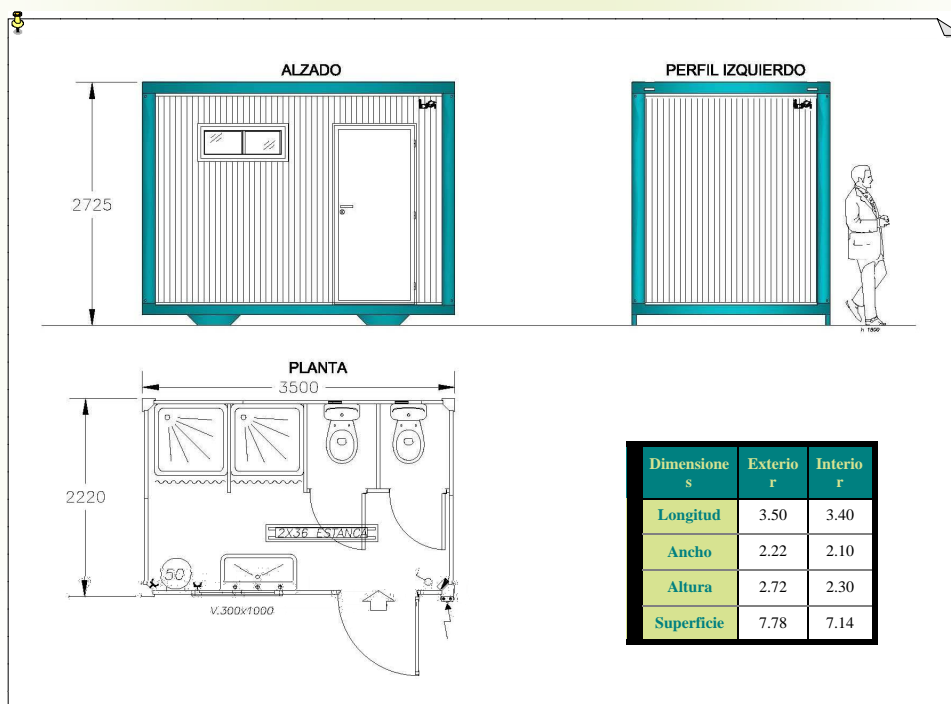 ALZADO
PERFIL IZQUIERDO
2725
h 1800
PLANTA
3500
2220
2X36 ESTANCA
50
V.300x1000
Dimensione
s
Exterio
r
Interio
r
Longitud
3.50
3.40
Ancho
2.22
2.10
Altura
2.72
2.30
Superficie
7.78
7.14